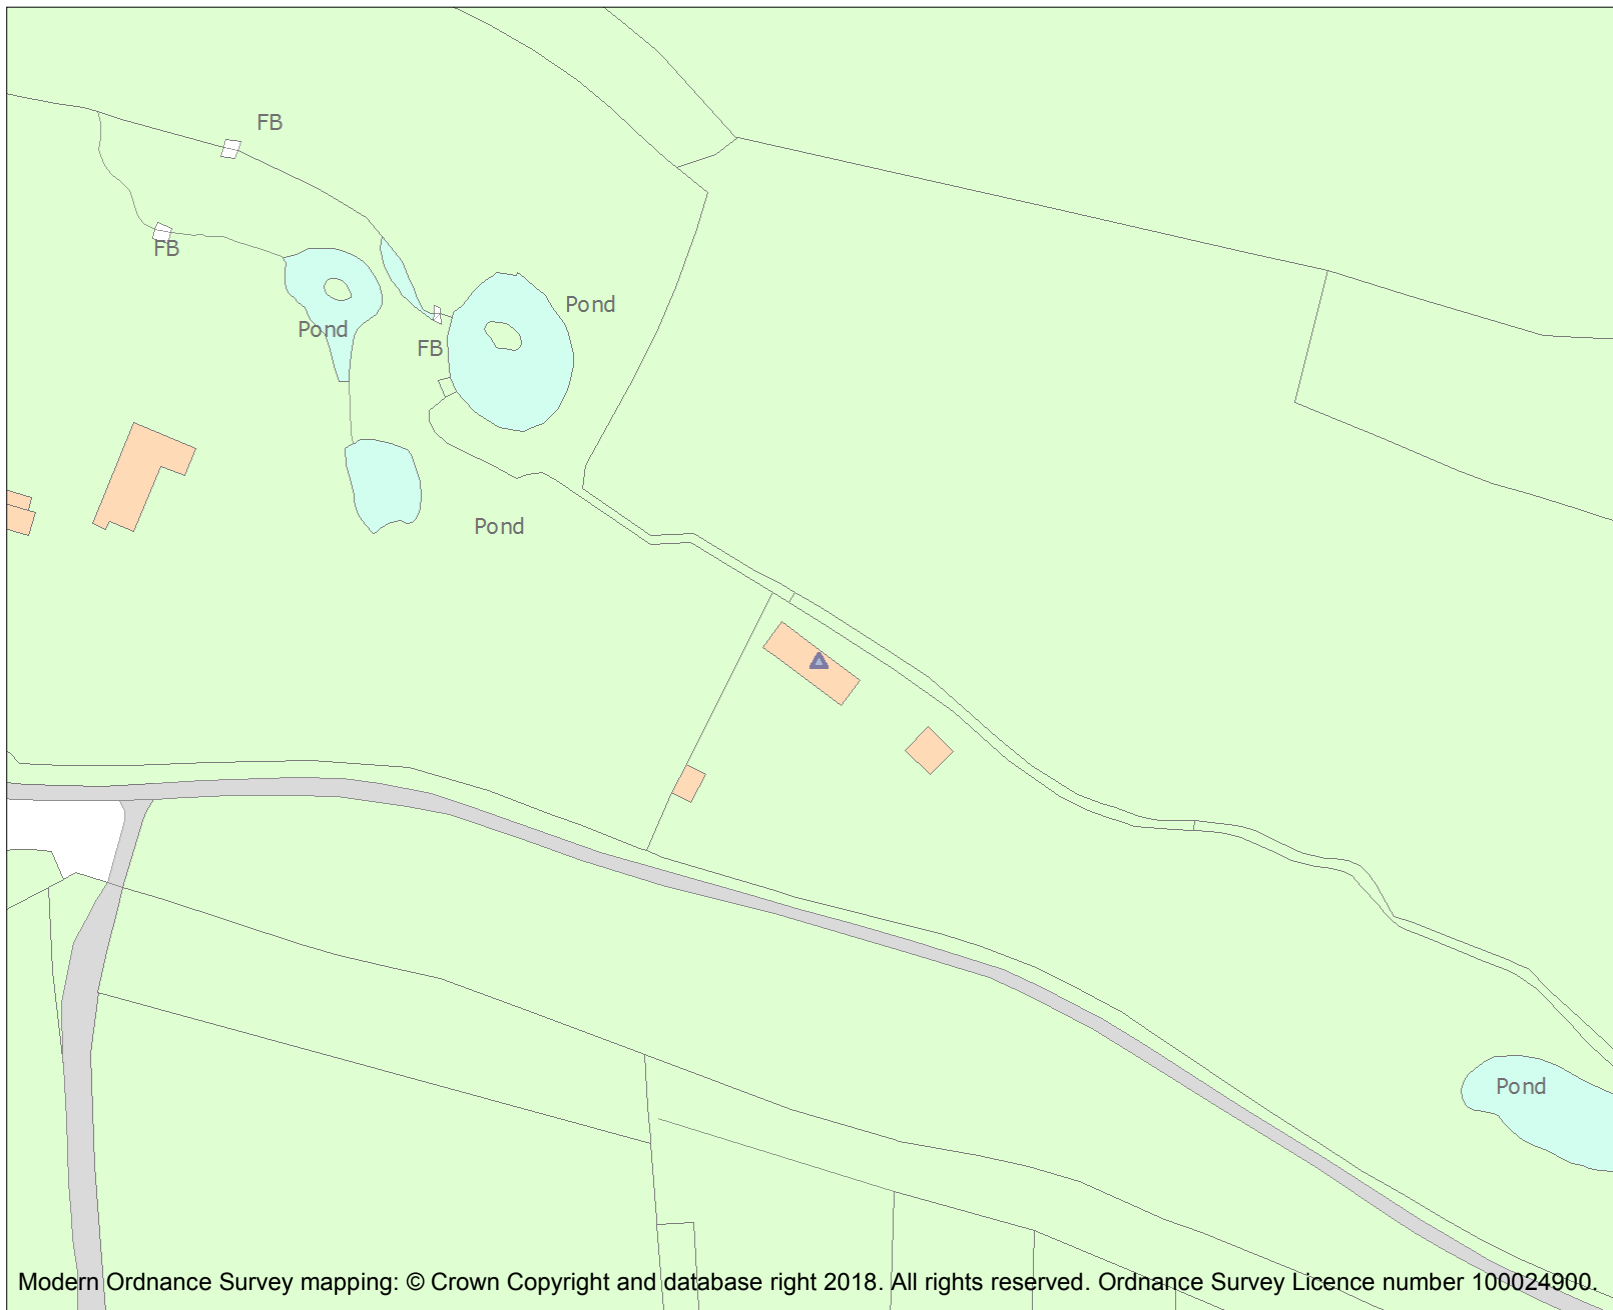 FB
FB
Pond
Pond
FB
Pond
Pond
Modern Ordnance Survey mapping: © Crown Copyright and database right 2018. All rights reserved. Ordnance Survey Licence number 100024900.